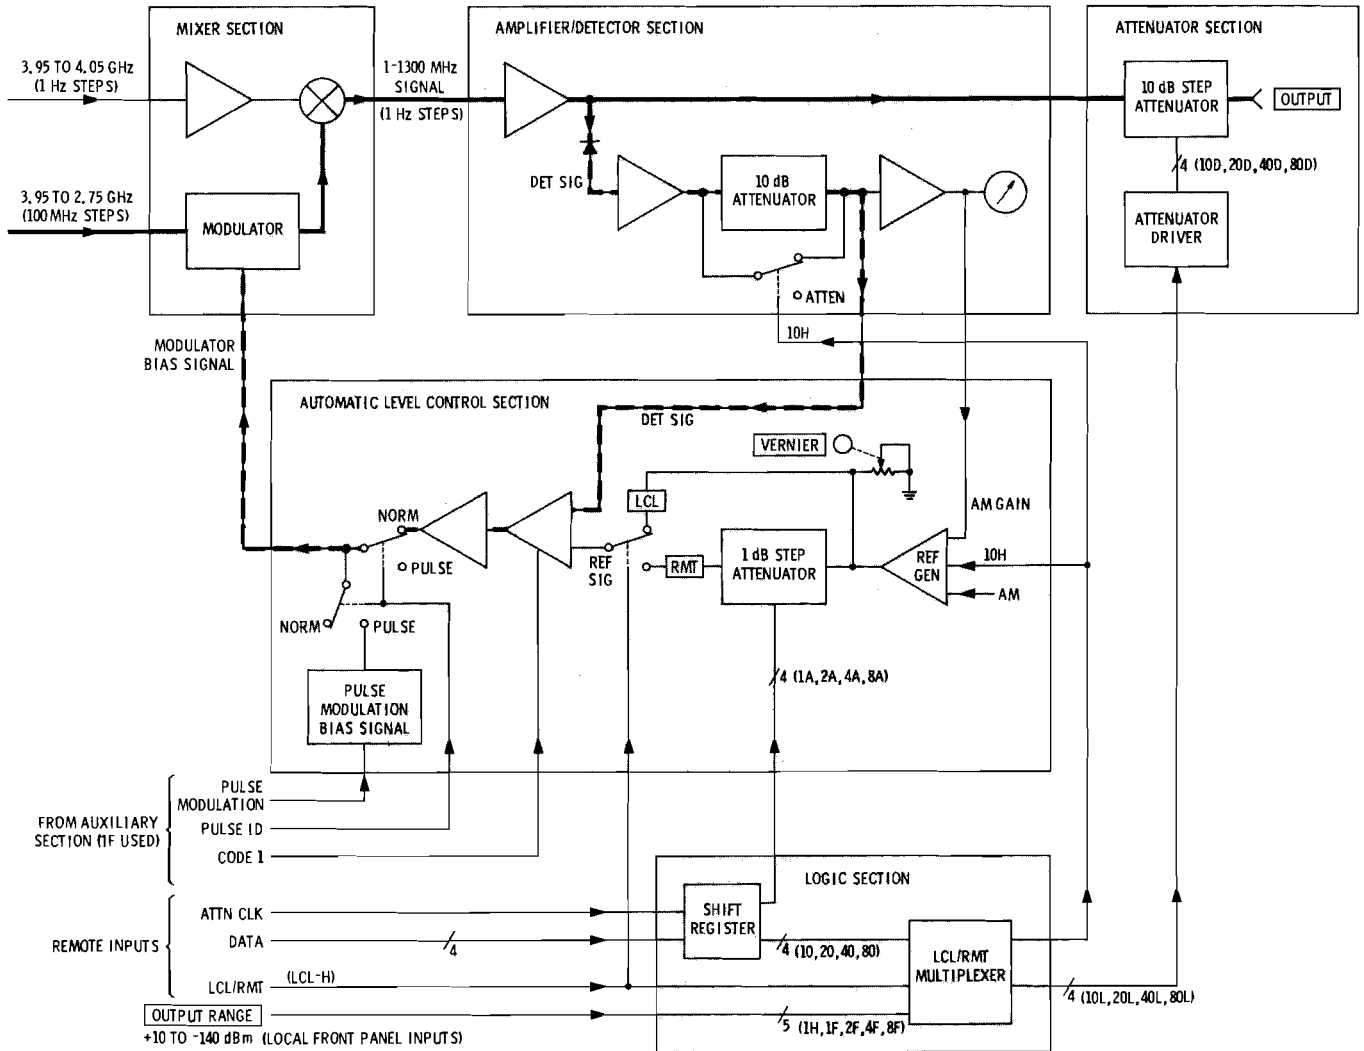 MIXER SECTION
AMPLIFIER/DETECTOR SECTION
ATTENUATOR SECTION
3.95 TO 4.05 GHz
(1 Hz STEPS)
1-1300 MHz
SIGNAL
(1 Hz STEPS)
10 dB STEP
ATTENUATOR
OUTPUT
4 (10D, 20D, 40D, 80D)
DET SIG
10 dB
ATTENUATOR
ATTENUATOR
DRIVER
3.95 TO 2.75 GHz
(100 MHz STEPS)
MODULATOR
ATTEN
10H
MODULATOR
BIAS SIGNAL
AUTOMATIC LEVEL CONTROL SECTION
DET SIG
VERNIER
LCL
AM GAIN
NORM
PULSE
REF
SIG
RMT
1 dB STEP
ATTENUATOR
REF
GEN
10H
AM
NORM
PULSE
PULSE
MODULATION
BIAS SIGNAL
4 (1A, 2A, 4A, 8A)
FROM AUXILIARY
SECTION (IF USED)
PULSE
MODULATION
PULSE ID
CODE 1
LOGIC SECTION
REMOTE INPUTS
ATTN CLK
DATA
4
LCL/RMT
(LCL-H)
SHIFT
REGISTER
4 (10, 20, 40, 80)
LCL/RMT
MULTIPLEXER
4 (10L, 20L, 40L, 80L)
OUTPUT RANGE
5 (1H, 1F, 2F, 4F, 8F)
+10 TO -140 dBm (LOCAL FRONT PANEL INPUTS)